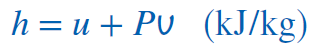 h = u + Pυ (kJ/kg)